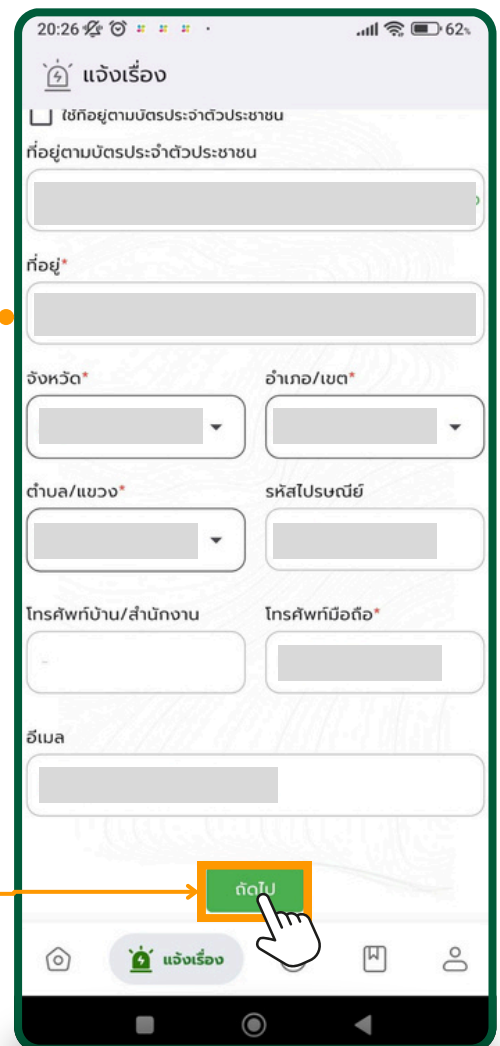 20:26 62%
แจ้งเรื่อง
ใช้ที่อยู่ตามบัตรประจำตัวประชาชน
ที่อยู่ตามบัตรประจำตัวประชาชน
ที่อยู่*
จังหวัด* อำเภอ/เขต*
ตำบล/แขวง* รหัสไปรษณีย์
โทรศัพท์บ้าน/สำนักงาน โทรศัพท์มือถือ*
-
อีเมล
ถัดไป
แจ้งเรื่อง